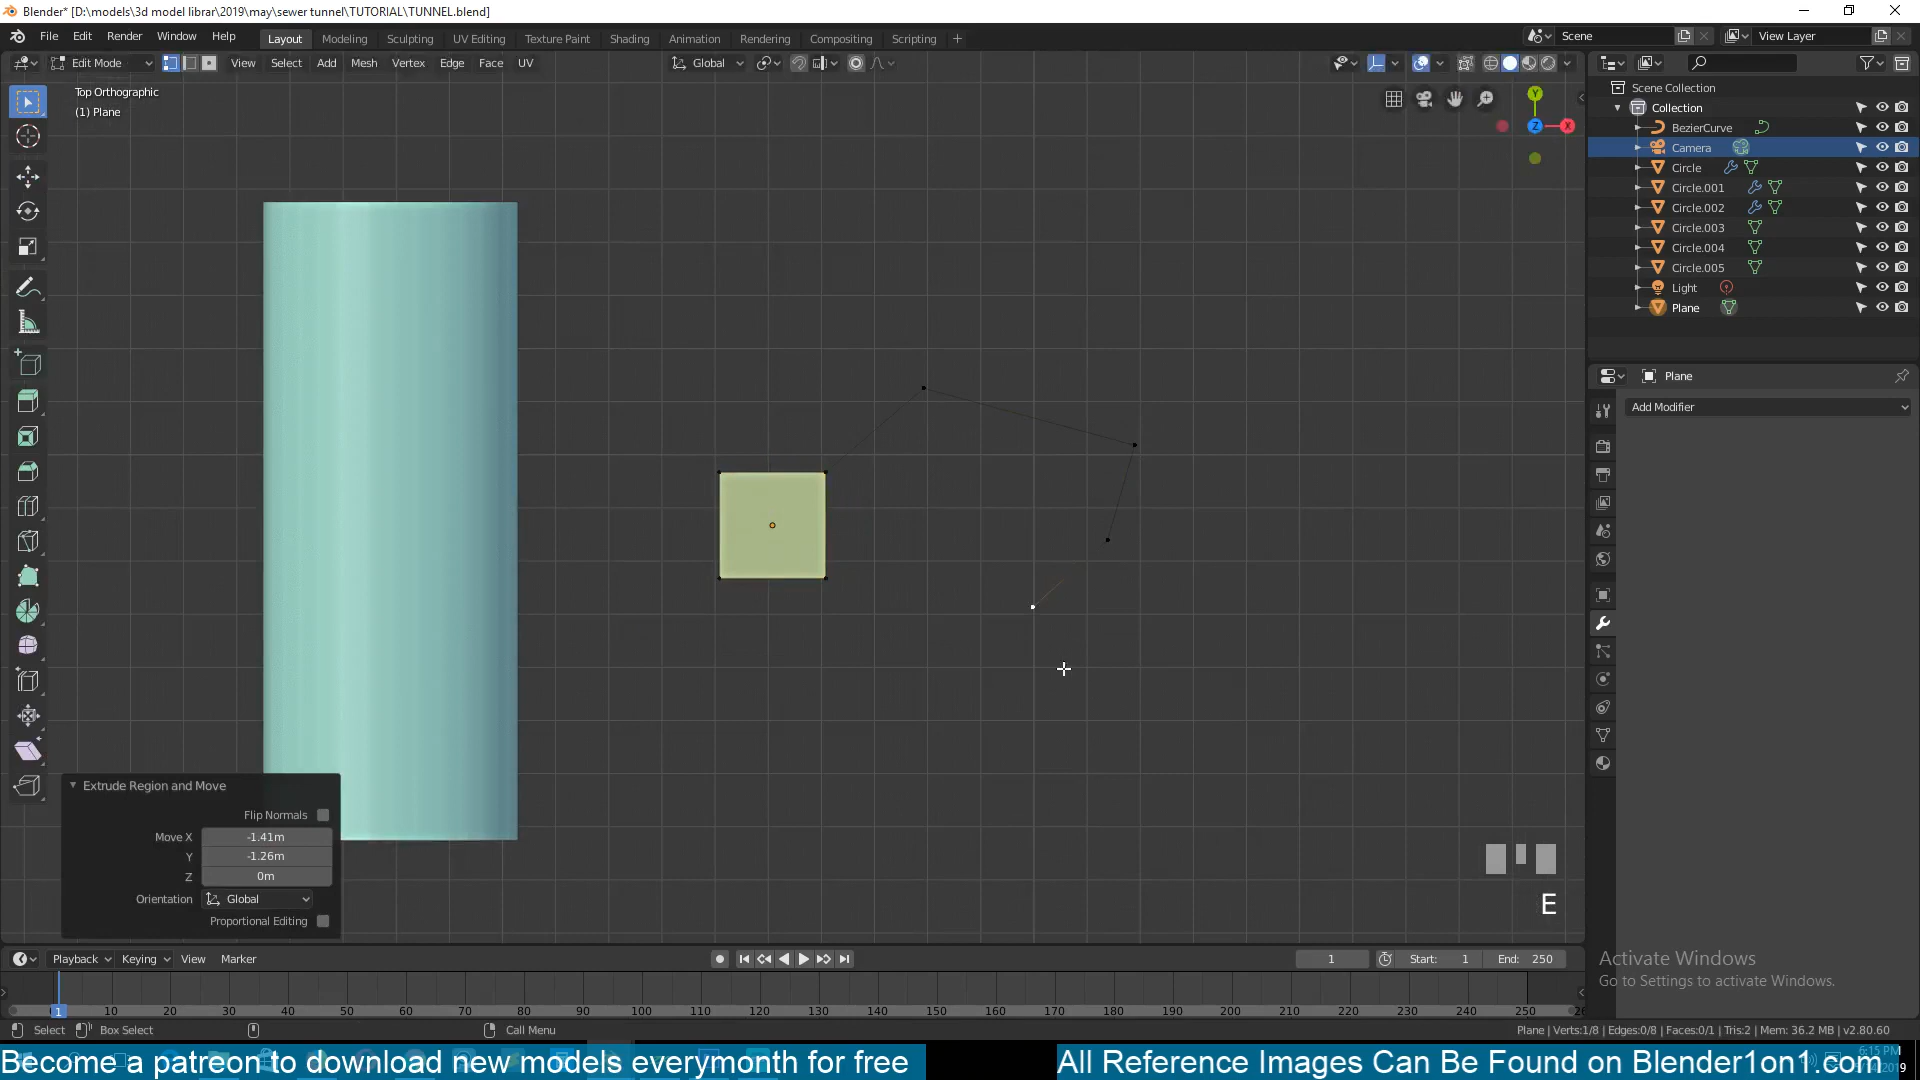 Blender* [D:\models\3d model librar\2019\may\sewer tunnel\TUTORIAL\TUNNEL.blend]
File Edit Render Window Help Layout Modeling Sculpting UV Editing Texture Paint Shading Animation Rendering Compositing Scripting + Scene View Layer
Edit Mode View Select Add Mesh Vertex Edge Face UV Global
Top Orthographic
(1) Plane
Y
Z X
Scene Collection
Collection
BezierCurve
Camera
Circle
Circle.001
Circle.002
Circle.003
Circle.004
Circle.005
Light
Plane
Plane
Add Modifier
Extrude Region and Move
Flip Normals
Move X -1.41m
Y -1.26m
Z 0m
Orientation Global
Proportional Editing
E
Playback Keying View Marker 1 Start: 1 End: 250
1 10 20 30 40 50 60 70 80 90 100 110 120 130 140 150 160 170 180 190 200 210 220 230 240 250
Activate Windows
Go to Settings to activate Windows.
Select Box Select Call Menu Plane | Verts:1/8 | Edges:0/8 | Faces:0/1 | Tris:2 | Mem: 36.2 MB | v2.80.60
6:15 PM
Become a patreon to download new models everymonth for free All Reference Images Can Be Found on Blender1on1.com